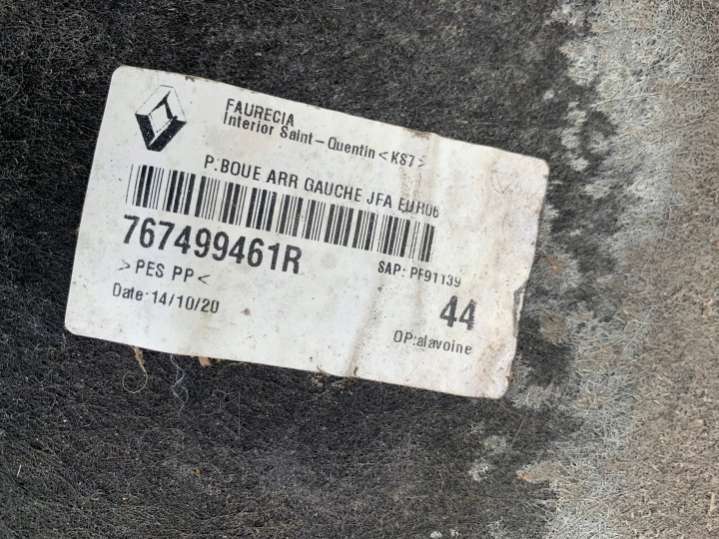 FAURECIA
Interior Saint-Quentin <KS7>
P.BOUE ARR GAUCHE JFA EURO6
767499461R
SAP: PF91139
>PES PP<
44
Date:14/10/20
OP:alavoine